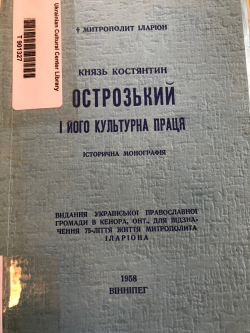 Ukrainian Cultural Center Library
T 501327
† МИТРОПОЛИТ ІЛАРІОН
КНЯЗЬ КОСТЯНТИН
ОСТРОЗЬКИЙ
І ЙОГО КУЛЬТУРНА ПРАЦЯ
ІСТОРИЧНА МОНОГРАФІЯ
ВИДАННЯ УКРАЇНСЬКОЇ ПРАВОСЛАВНОЇ
ГРОМАДИ В КЕНОРА, ОНТ., ДЛЯ ВІДЗНА-
ЧЕННЯ 75-ЛІТТЯ ЖИТТЯ МИТРОПОЛИТА
ІЛАРІОНА
1958
ВІННІПЕГ